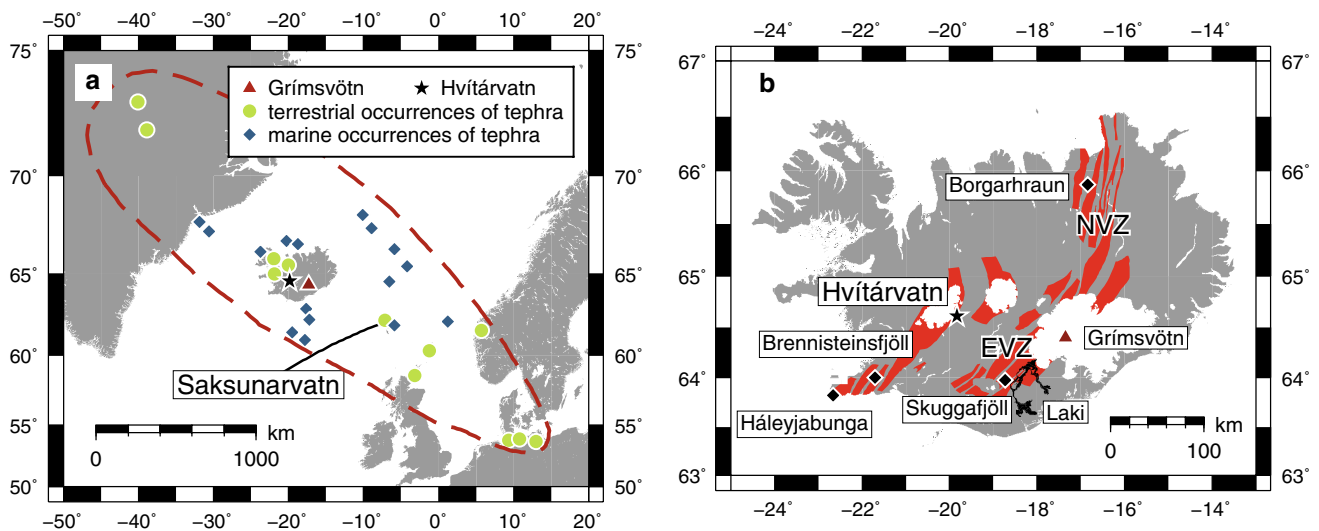 −50˚ −40˚ −30˚ −20˚ −10˚ 0˚ 10˚ 20˚
75˚ 75˚
a
Grímsvötn Hvítárvatn
terrestrial occurrences of tephra
marine occurrences of tephra
70˚ 70˚
65˚ 65˚
60˚ 60˚
Saksunarvatn
55˚ 55˚
km
0 1000
50˚ 50˚
−50˚ −40˚ −30˚ −20˚ −10˚ 0˚ 10˚ 20˚
−24 −22 −20 −18 −16 −14
67˚ 67˚
b
66˚ 66˚
Borgarhraun
NVZ
65˚ 65˚
Hvítárvatn
Brennisteinsfjöll
EVZ
Grímsvötn
64˚ 64˚
Háleyjabunga
Skuggafjöll
Laki
km
0 100
63˚ 63˚
−24 −22 −20 −18 −16 −14